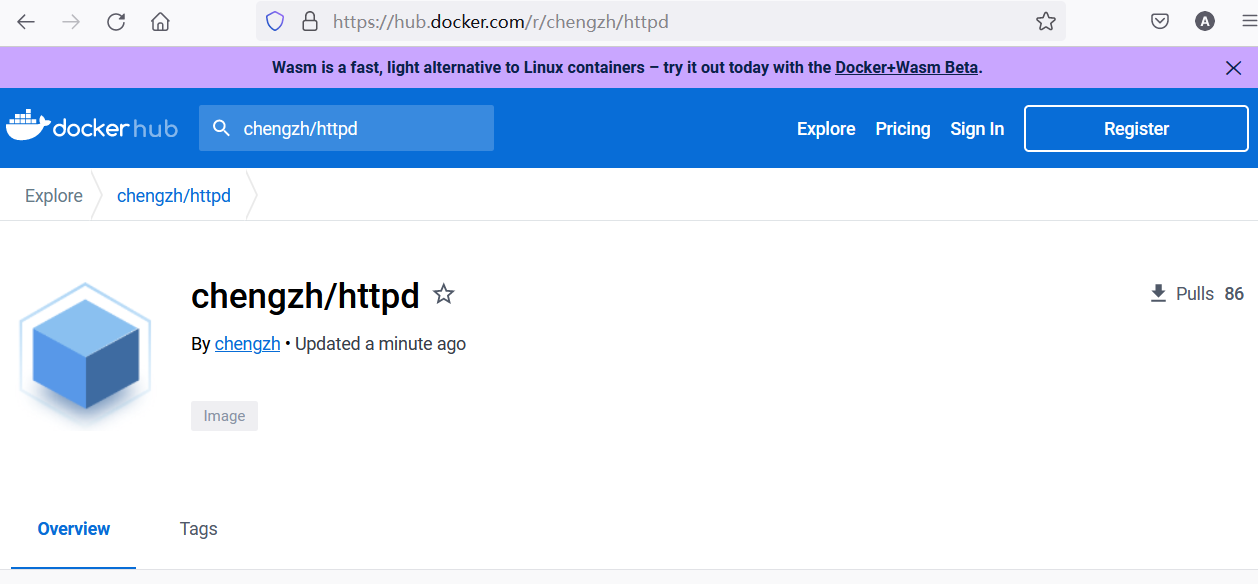 https://hub.docker.com/r/chengzh/httpd
A
Wasm is a fast, light alternative to Linux containers – try it out today with the Docker+Wasm Beta.
dockerhub
chengzh/httpd
Explore
Pricing
Sign In
Register
Explore
chengzh/httpd
chengzh/httpd
Pulls 86
By chengzh • Updated a minute ago
Image
Overview
Tags